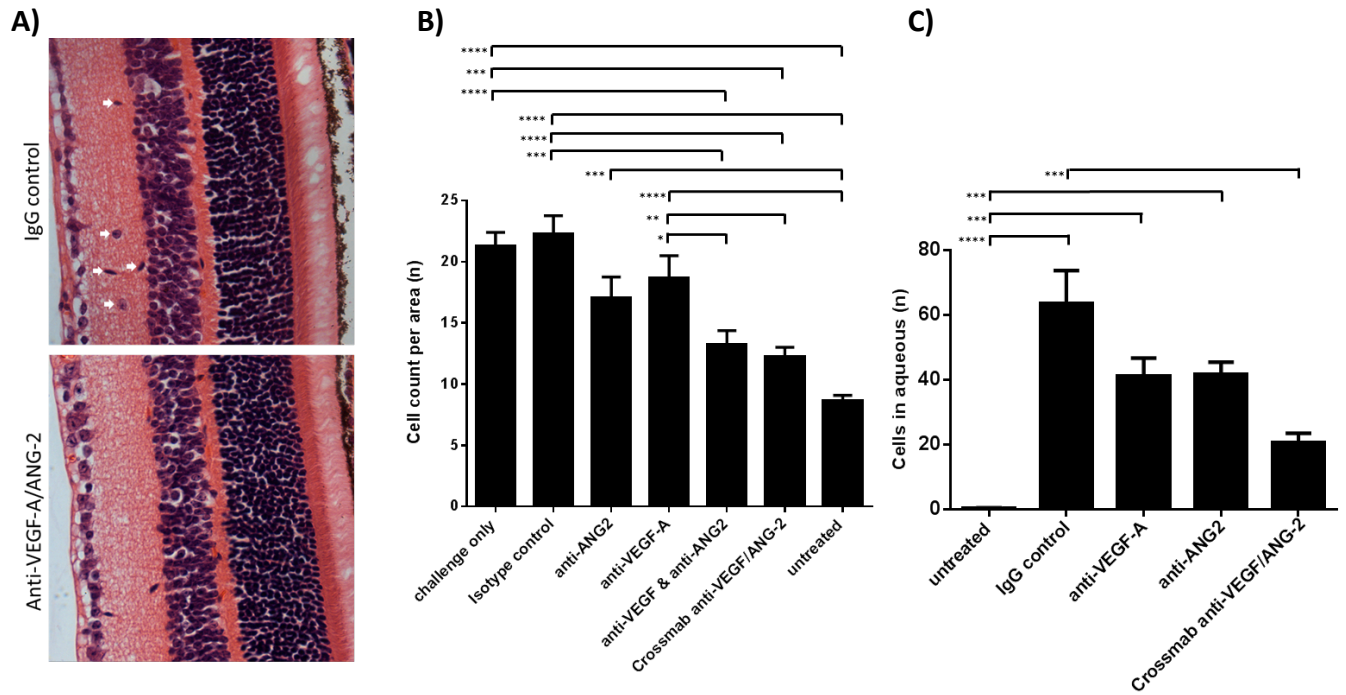 A)
IgG control
Anti-VEGF-A/ANG-2
B)
****
***
****
****
****
***
***
****
**
*
Cell count per area (n)
25
20
15
10
5
0
challenge only
Isotype control
anti-ANG2
anti-VEGF-A
anti-VEGF & anti-ANG2
Crossmab anti-VEGF/ANG-2
untreated
C)
***
***
***
****
Cells in aqueous (n)
80
60
40
20
0
untreated
IgG control
anti-VEGF-A
anti-ANG2
Crossmab anti-VEGF/ANG-2